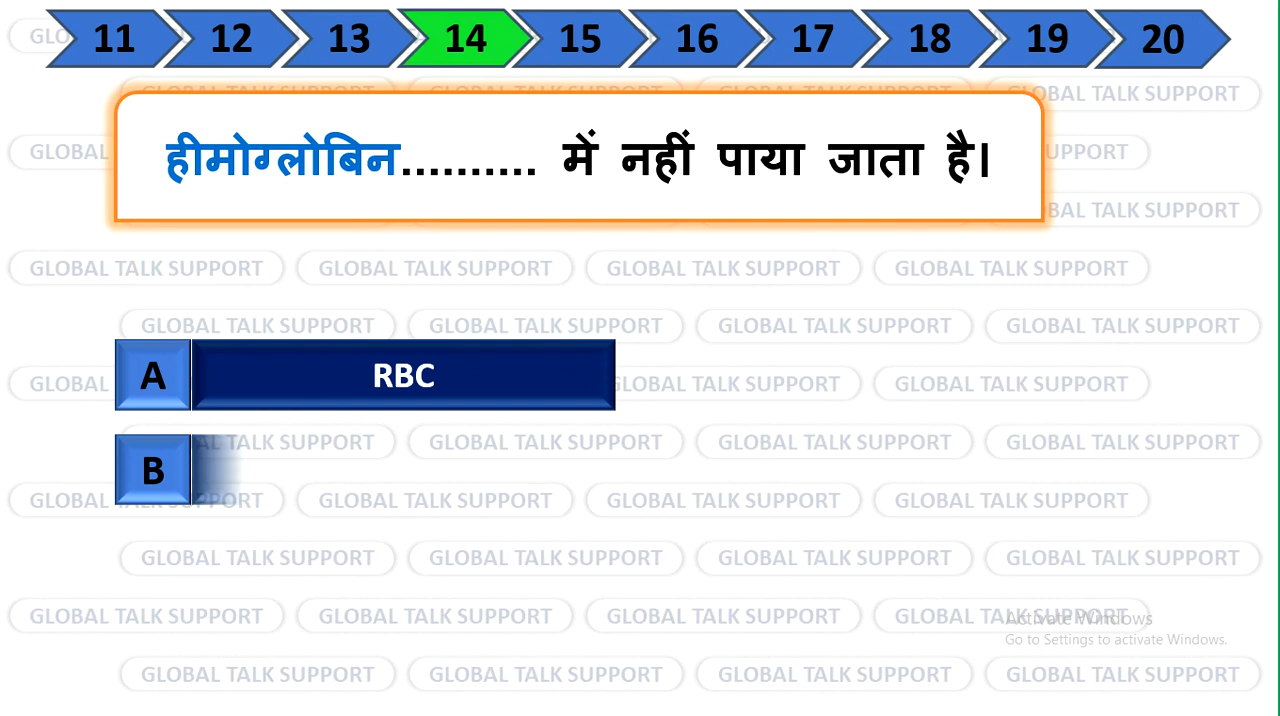 11 12 13 14 15 16 17 18 19 20
हीमोग्लोबिन.......... में नहीं पाया जाता है।
A RBC
B
GLOBAL TALK SUPPORT
Activate Windows
Go to Settings to activate Windows.